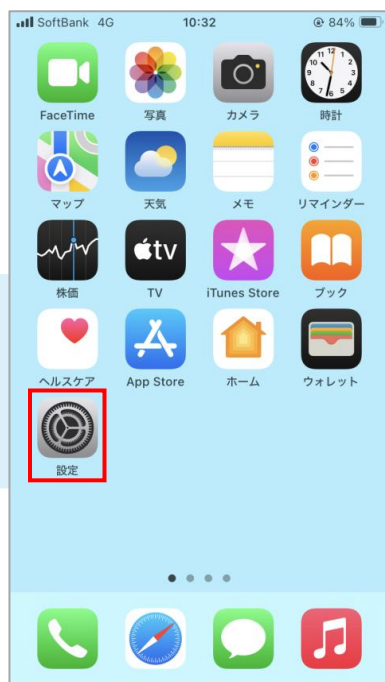 SoftBank 4G 10:32 84%
FaceTime 写真 カメラ 時計
マップ 天気 メモ リマインダー
tv
株価 TV iTunes Store ブック
ヘルスケア App Store ホーム ウォレット
設定